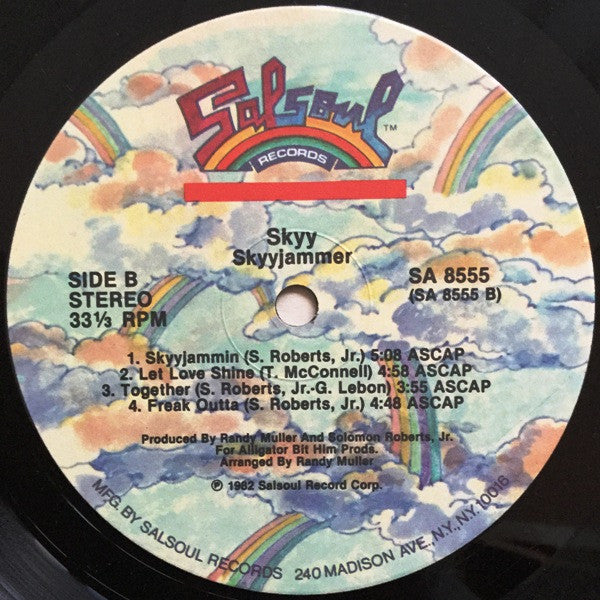 Salsoul™
RECORDS
Skyy
Skyyjammer
SIDE B
STEREO
33⅓ RPM
SA 8555
(SA 8555 B)
1. Skyyjammin (S. Roberts, Jr.) 5:08 ASCAP
2. Let Love Shine (T. McConnell) 4:58 ASCAP
3. Together (S. Roberts, Jr.-G. Lebon) 3:55 ASCAP
4. Freak Outta (S. Roberts, Jr.) 4:48 ASCAP
Produced By Randy Muller And Solomon Roberts, Jr.
For Alligator Bit Him Prods.
Arranged By Randy Muller
℗ 1982 Salsoul Record Corp.
MFG. BY SALSOUL RECORDS 240 MADISON AVE., N.Y., N.Y. 10016